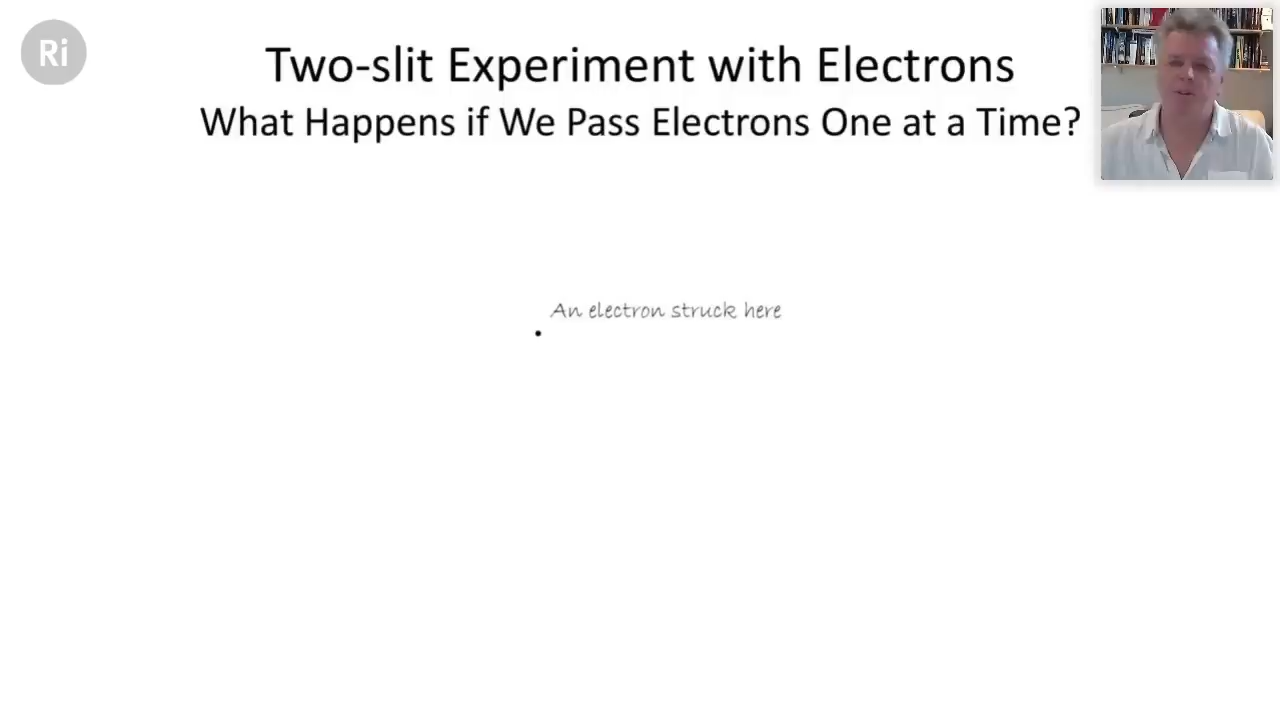 Ri
Two-slit Experiment with Electrons
What Happens if We Pass Electrons One at a Time?
An electron struck here